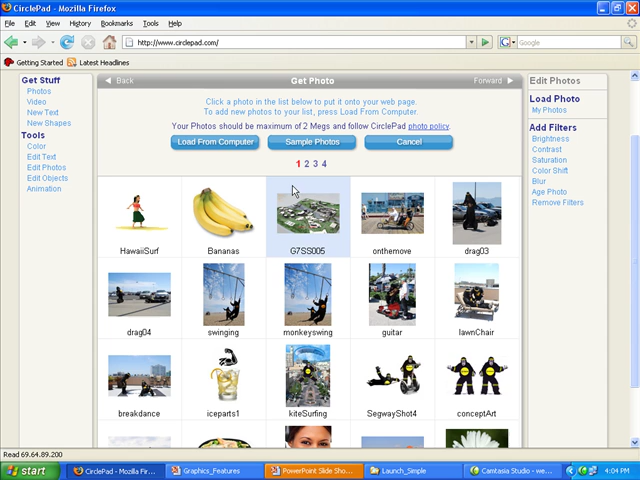 CirclePad - Mozilla Firefox
File Edit View History Bookmarks Tools Help
http://www.circlepad.com/
Google
Getting Started Latest Headlines
Get Stuff
Photos
Video
New Text
New Shapes
Tools
Color
Edit Text
Edit Photos
Edit Objects
Animation
Back Get Photo Forward
Click a photo in the list below to put it onto your web page.
To add new photos to your list, press Load From Computer.
Your Photos should be maximum of 2 Megs and follow CirclePad photo policy.
Load From Computer Sample Photos Cancel
1 2 3 4
HawaiiSurf Bananas G7SS005 onthemove drag03
drag04 swinging monkeyswing guitar lawnChair
breakdance iceparts1 kiteSurfing SegwayShot4 conceptArt
Edit Photos
Load Photo
My Photos
Add Filters
Brightness
Contrast
Saturation
Color Shift
Blur
Age Photo
Remove Filters
Read 69.64.89.200
start CirclePad - Mozilla Fir... Graphics_Features PowerPoint Slide Sho... Launch_Simple Camtasia Studio - we... 4:04 PM